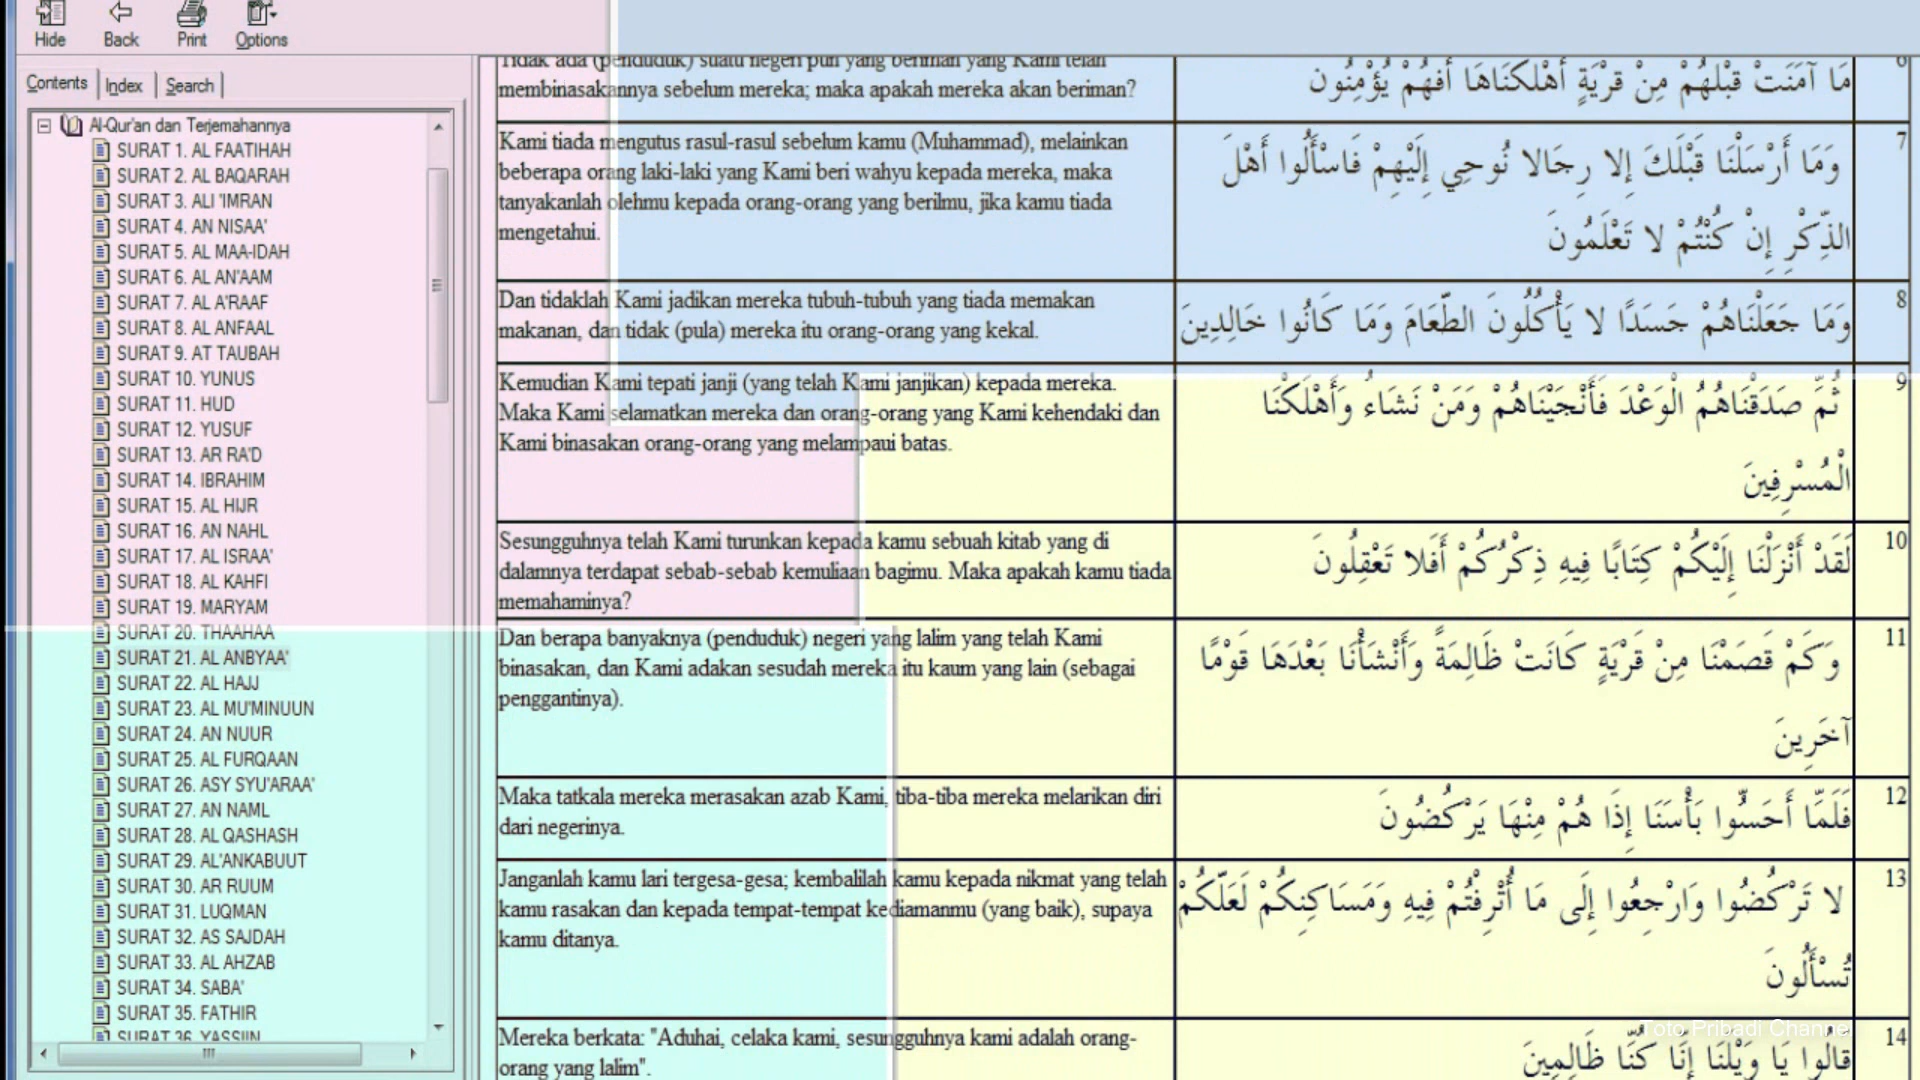 Hide Back Print Options
Contents Index Search
Al-Qur'an dan Terjemahannya
SURAT 1. AL FAATIHAH
SURAT 2. AL BAQARAH
SURAT 3. ALI 'IMRAN
SURAT 4. AN NISAA'
SURAT 5. AL MAA-IDAH
SURAT 6. AL AN'AAM
SURAT 7. AL A'RAAF
SURAT 8. AL ANFAAL
SURAT 9. AT TAUBAH
SURAT 10. YUNUS
SURAT 11. HUD
SURAT 12. YUSUF
SURAT 13. AR RA'D
SURAT 14. IBRAHIM
SURAT 15. AL HIJR
SURAT 16. AN NAHL
SURAT 17. AL ISRAA'
SURAT 18. AL KAHFI
SURAT 19. MARYAM
SURAT 20. THAAHAA
SURAT 21. AL ANBYAA'
SURAT 22. AL HAJJ
SURAT 23. AL MU'MINUUN
SURAT 24. AN NUUR
SURAT 25. AL FURQAAN
SURAT 26. ASY SYU'ARAA'
SURAT 27. AN NAML
SURAT 28. AL QASHASH
SURAT 29. AL'ANKABUUT
SURAT 30. AR RUUM
SURAT 31. LUQMAN
SURAT 32. AS SAJDAH
SURAT 33. AL AHZAB
SURAT 34. SABA'
SURAT 35. FATHIR
SURAT 36. YASSIIN
Tidak ada (penduduk) suatu negeri pun yang beriman yang Kami telah
membinasakannya sebelum mereka; maka apakah mereka akan beriman?
مَا آمَنَتْ قَبْلَهُمْ مِنْ قَرْيَةٍ أَهْلَكْنَاهَا أَفَهُمْ يُؤْمِنُونَ
6
Kami tiada mengutus rasul-rasul sebelum kamu (Muhammad), melainkan
beberapa orang laki-laki yang Kami beri wahyu kepada mereka, maka
tanyakanlah olehmu kepada orang-orang yang berilmu, jika kamu tiada
mengetahui.
وَمَا أَرْسَلْنَا قَبْلَكَ إِلا رِجَالا نُوحِي إِلَيْهِمْ فَاسْأَلُوا أَهْلَ
الذِّكْرِ إِنْ كُنْتُمْ لا تَعْلَمُونَ
7
Dan tidaklah Kami jadikan mereka tubuh-tubuh yang tiada memakan
makanan, dan tidak (pula) mereka itu orang-orang yang kekal.
وَمَا جَعَلْنَاهُمْ جَسَدًا لا يَأْكُلُونَ الطَّعَامَ وَمَا كَانُوا خَالِدِينَ
8
Kemudian Kami tepati janji (yang telah Kami janjikan) kepada mereka.
Maka Kami selamatkan mereka dan orang-orang yang Kami kehendaki dan
Kami binasakan orang-orang yang melampaui batas.
ثُمَّ صَدَقْنَاهُمُ الْوَعْدَ فَأَنْجَيْنَاهُمْ وَمَنْ نَشَاءُ وَأَهْلَكْنَا
الْمُسْرِفِينَ
9
Sesungguhnya telah Kami turunkan kepada kamu sebuah kitab yang di
dalamnya terdapat sebab-sebab kemuliaan bagimu. Maka apakah kamu tiada
memahaminya?
لَقَدْ أَنْزَلْنَا إِلَيْكُمْ كِتَابًا فِيهِ ذِكْرُكُمْ أَفَلا تَعْقِلُونَ
10
Dan berapa banyaknya (penduduk) negeri yang lalim yang telah Kami
binasakan, dan Kami adakan sesudah mereka itu kaum yang lain (sebagai
penggantinya).
وَكَمْ قَصَمْنَا مِنْ قَرْيَةٍ كَانَتْ ظَالِمَةً وَأَنْشَأْنَا بَعْدَهَا قَوْمًا
آخَرِينَ
11
Maka tatkala mereka merasakan azab Kami, tiba-tiba mereka melarikan diri
dari negerinya.
فَلَمَّا أَحَسُّوا بَأْسَنَا إِذَا هُمْ مِنْهَا يَرْكُضُونَ
12
Janganlah kamu lari tergesa-gesa; kembalilah kamu kepada nikmat yang telah
kamu rasakan dan kepada tempat-tempat kediamanmu (yang baik), supaya
kamu ditanya.
لا تَرْكُضُوا وَارْجِعُوا إِلَى مَا أُتْرِفْتُمْ فِيهِ وَمَسَاكِنِكُمْ لَعَلَّكُمْ
تُسْأَلُونَ
13
Mereka berkata: "Aduhai, celaka kami, sesungguhnya kami adalah orang-
orang yang lalim".
قَالُوا يَا وَيْلَنَا إِنَّا كُنَّا ظَالِمِينَ
14
Toto Pribadi Channel